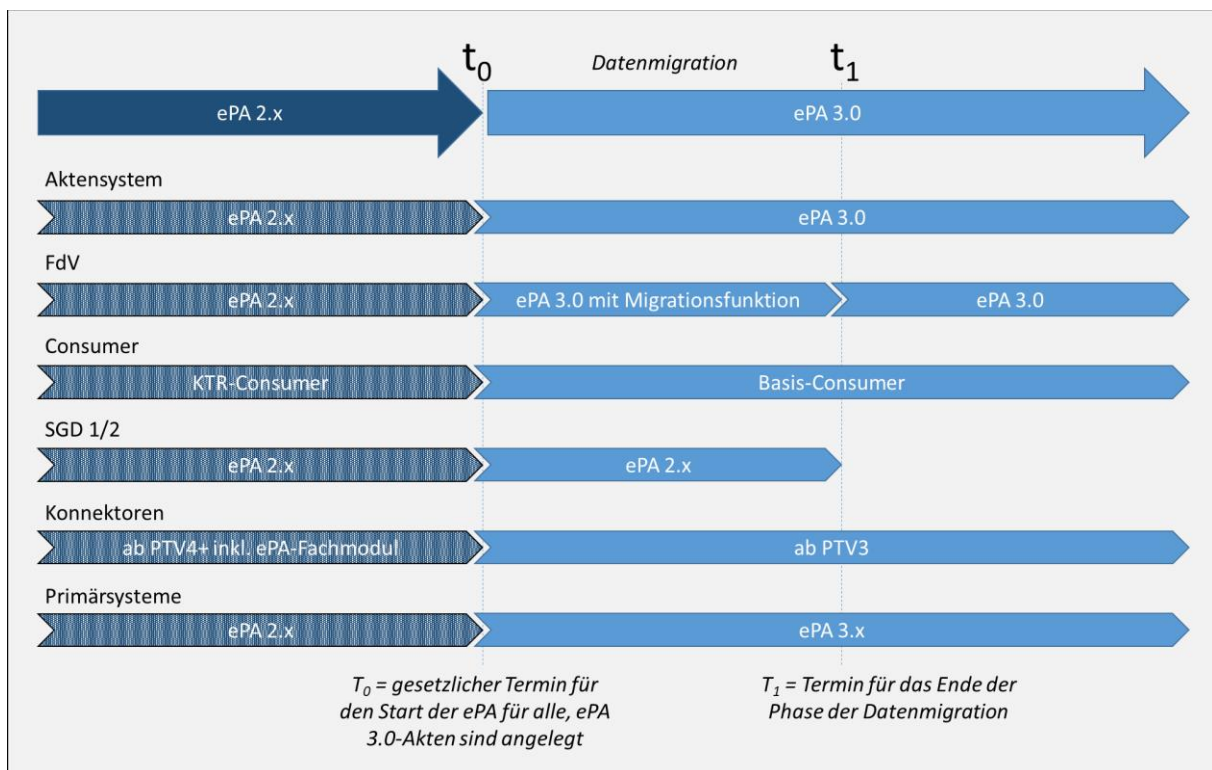 t0 Datenmigration t1
ePA 2.x ePA 3.0
Aktensystem
ePA 2.x ePA 3.0
FdV
ePA 2.x ePA 3.0 mit Migrationsfunktion ePA 3.0
Consumer
KTR-Consumer Basis-Consumer
SGD 1/2
ePA 2.x ePA 2.x
Konnektoren
ab PTV4+ inkl. ePA-Fachmodul ab PTV3
Primärsysteme
ePA 2.x ePA 3.x
T0 = gesetzlicher Termin für
den Start der ePA für alle, ePA
3.0-Akten sind angelegt
T1 = Termin für das Ende der
Phase der Datenmigration